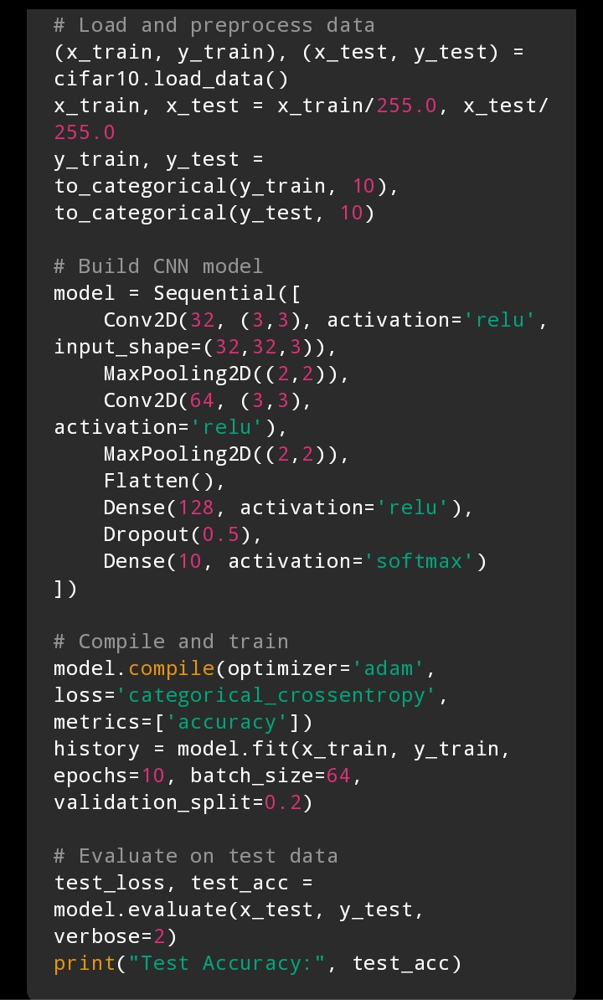 # Load and preprocess data
(x_train, y_train), (x_test, y_test) =
cifar10.load_data()
x_train, x_test = x_train/255.0, x_test/
255.0
y_train, y_test =
to_categorical(y_train, 10),
to_categorical(y_test, 10)

# Build CNN model
model = Sequential([
    Conv2D(32, (3,3), activation='relu',
input_shape=(32,32,3)),
    MaxPooling2D((2,2)),
    Conv2D(64, (3,3),
activation='relu'),
    MaxPooling2D((2,2)),
    Flatten(),
    Dense(128, activation='relu'),
    Dropout(0.5),
    Dense(10, activation='softmax')
])

# Compile and train
model.compile(optimizer='adam',
loss='categorical_crossentropy',
metrics=['accuracy'])
history = model.fit(x_train, y_train,
epochs=10, batch_size=64,
validation_split=0.2)

# Evaluate on test data
test_loss, test_acc =
model.evaluate(x_test, y_test,
verbose=2)
print("Test Accuracy:", test_acc)